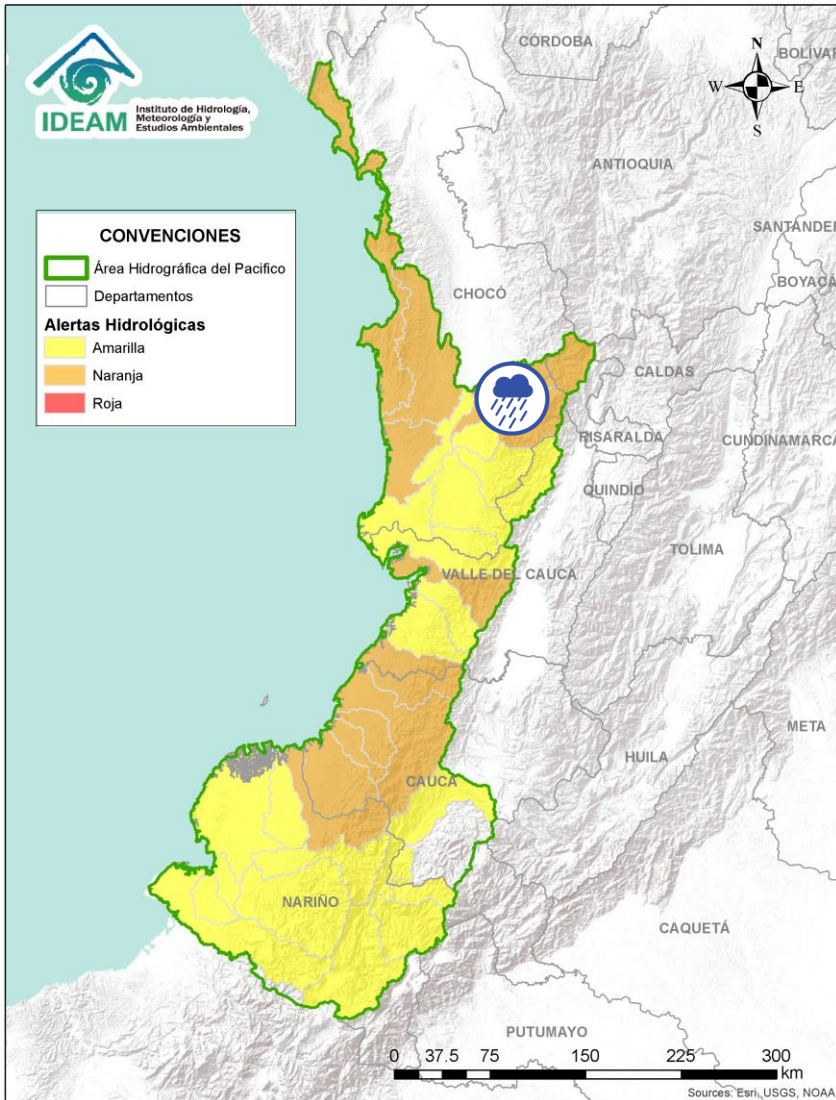 IDEAM
Instituto de Hidrología,
Meteorología y
Estudios Ambientales
CÓRDOBA
BOLÍVAR
N
W
E
S
ANTIOQUIA
SANTANDER
BOYACÁ
CONVENCIONES
Área Hidrográfica del Pacifico
Departamentos
Alertas Hidrológicas
Amarilla
Naranja
Roja
CHOCÓ
CALDAS
RISARALDA
CUNDINAMARCA
QUINDÍO
TOLIMA
VALLE DEL CAUCA
META
HUILA
CAUCA
NARIÑO
CAQUETÁ
PUTUMAYO
0 37.5 75 150 225 300
km
Sources: Esri, USGS, NOAA